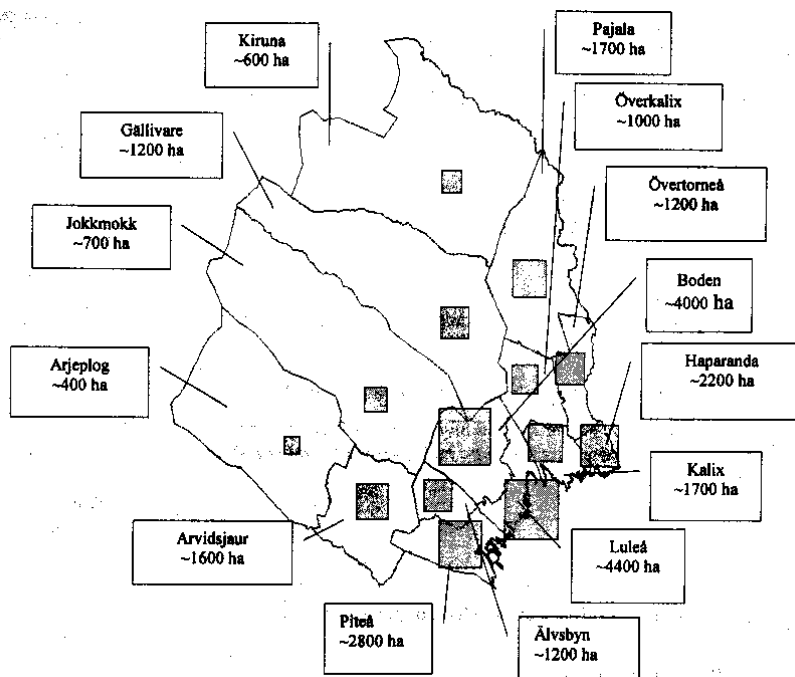 Kiruna
~600 ha
Pajala
~1700 ha
Överkalix
~1000 ha
Gällivare
~1200 ha
Övertorneå
~1200 ha
Jokkmokk
~700 ha
Boden
~4000 ha
Arjeplog
~400 ha
Haparanda
~2200 ha
Kalix
~1700 ha
Arvidsjaur
~1600 ha
Luleå
~4400 ha
Piteå
~2800 ha
Älvsbyn
~1200 ha